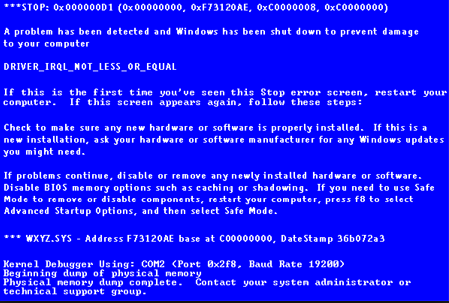 ***STOP: 0x000000D1 (0x00000000, 0xF73120AE, 0xC0000008, 0xC0000000)
A problem has been detected and Windows has been shut down to prevent damage
to your computer
DRIVER_IRQL_NOT_LESS_OR_EQUAL
If this is the first time you've seen this Stop error screen, restart your
computer. If this screen appears again, follow these steps:
Check to make sure any new hardware or software is properly installed. If this is a
new installation, ask your hardware or software manufacturer for any Windows updates
you might need.
If problems continue, disable or remove any newly installed hardware or software.
Disable BIOS memory options such as caching or shadowing. If you need to use Safe
Mode to remove or disable components, restart your computer, press f8 to select
Advanced Startup Options, and then select Safe Mode.
*** WXYZ.SYS - Address F73120AE base at C00000000, DateStamp 36b072a3
Kernel Debugger Using: COM2 (Port 0x2f8, Baud Rate 19200)
Beginning dump of physical memory
Physical memory dump complete. Contact your system administrator or
technical support group.